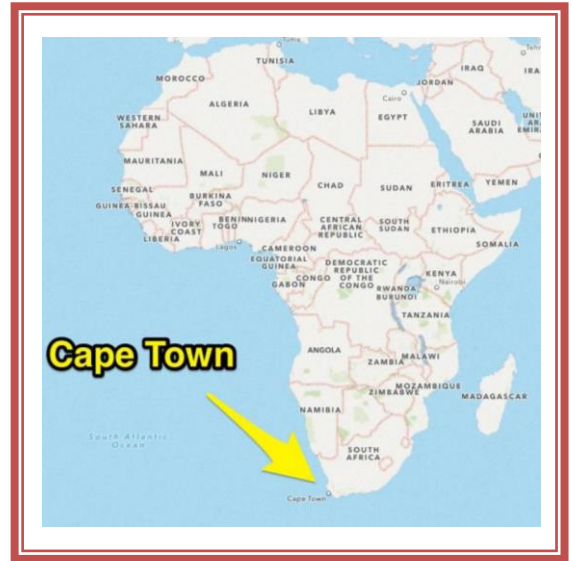 Tunis
TUNISIA
MOROCCO
IRAQ
JORDAN
Cairo
ALGERIA
LIBYA
EGYPT
WESTERN
SAHARA
SAUDI
ARABIA
MAURITANIA
MALI
NIGER
CHAD
SUDAN
ERITREA
YEMEN
SENEGAL
GUINEA BISSAU
GUINEA
BURKINA
FASO
IVORY
COAST
BENIN
TOGO
NIGERIA
LIBERIA
Lagos
CENTRAL
AFRICAN
REPUBLIC
SOUTH
SUDAN
ETHIOPIA
SOMALIA
CAMEROON
EQUATORIAL
GUINEA
GABON
CONGO
DEMOCRATIC
REPUBLIC
OF THE
CONGO
KENYA
Nairobi
RWANDA
BURUNDI
TANZANIA
Cape Town
ANGOLA
ZAMBIA
MALAWI
MOZAMBIQUE
ZIMBABWE
MADAGASCAR
NAMIBIA
South Atlantic
Ocean
SOUTH
AFRICA
Cape Town